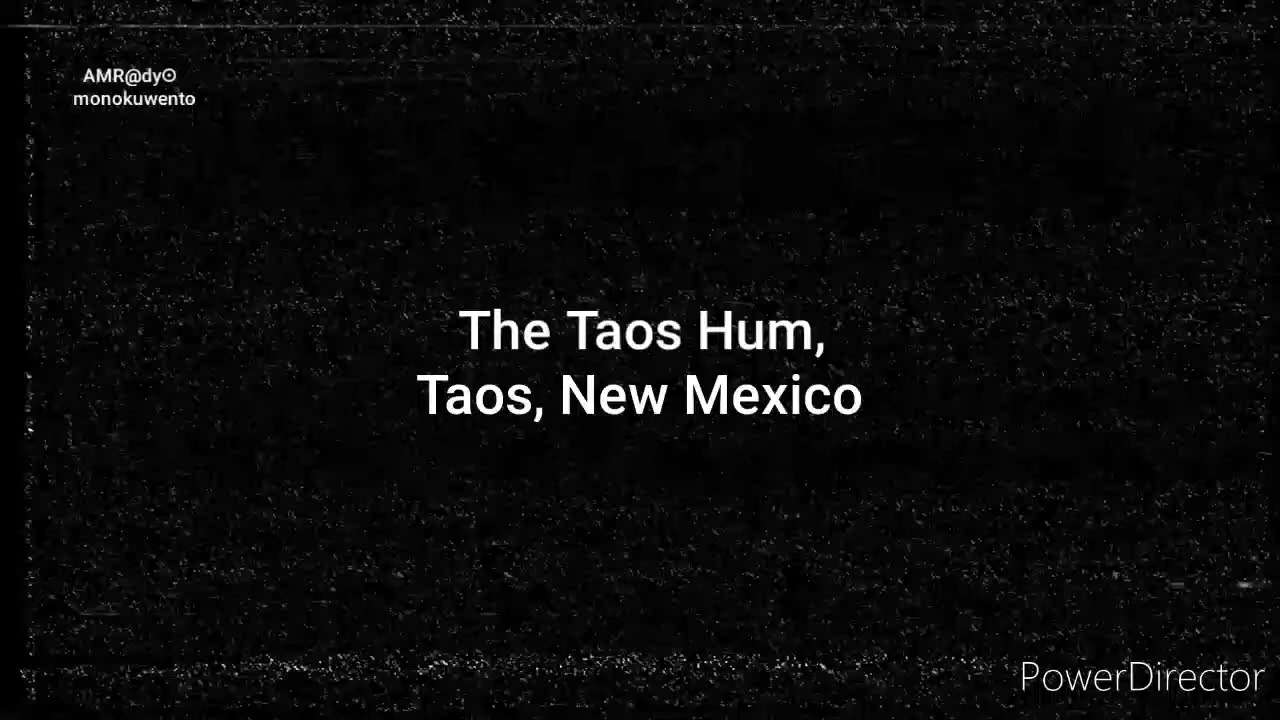 AMR@dy⊙
monokuwento
The Taos Hum,
Taos, New Mexico
PowerDirector